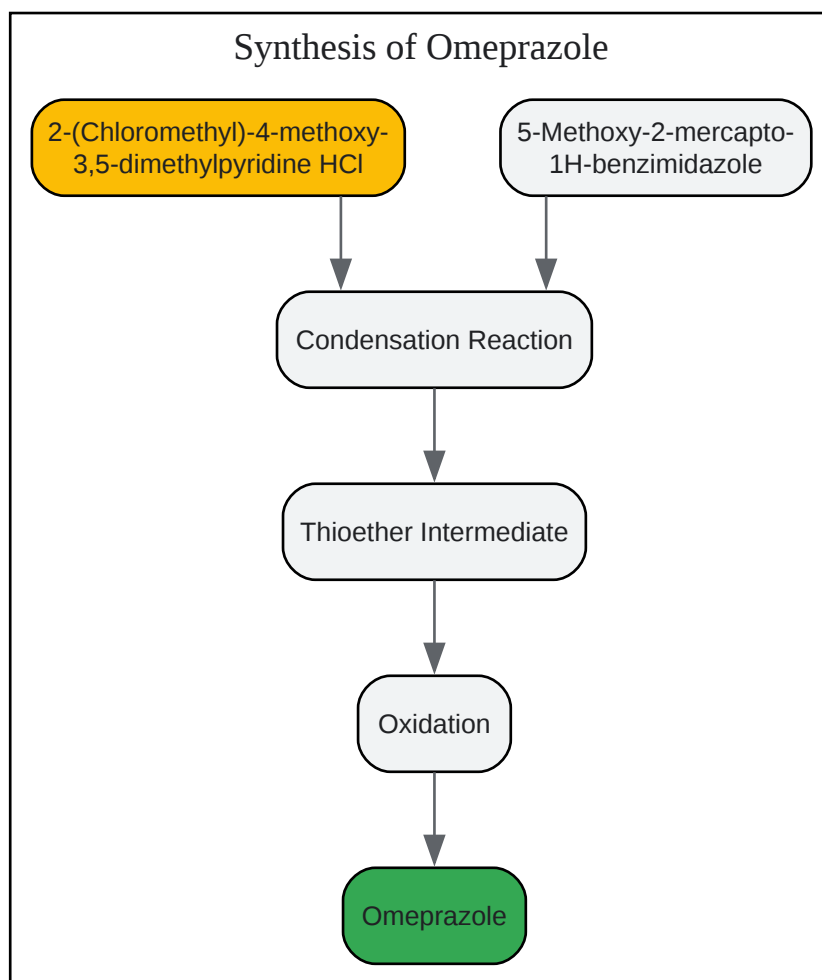 Synthesis of Omeprazole
2-(Chloromethyl)-4-methoxy-
3,5-dimethylpyridine HCl
5-Methoxy-2-mercapto-
1H-benzimidazole
Condensation Reaction
Thioether Intermediate
Oxidation
Omeprazole